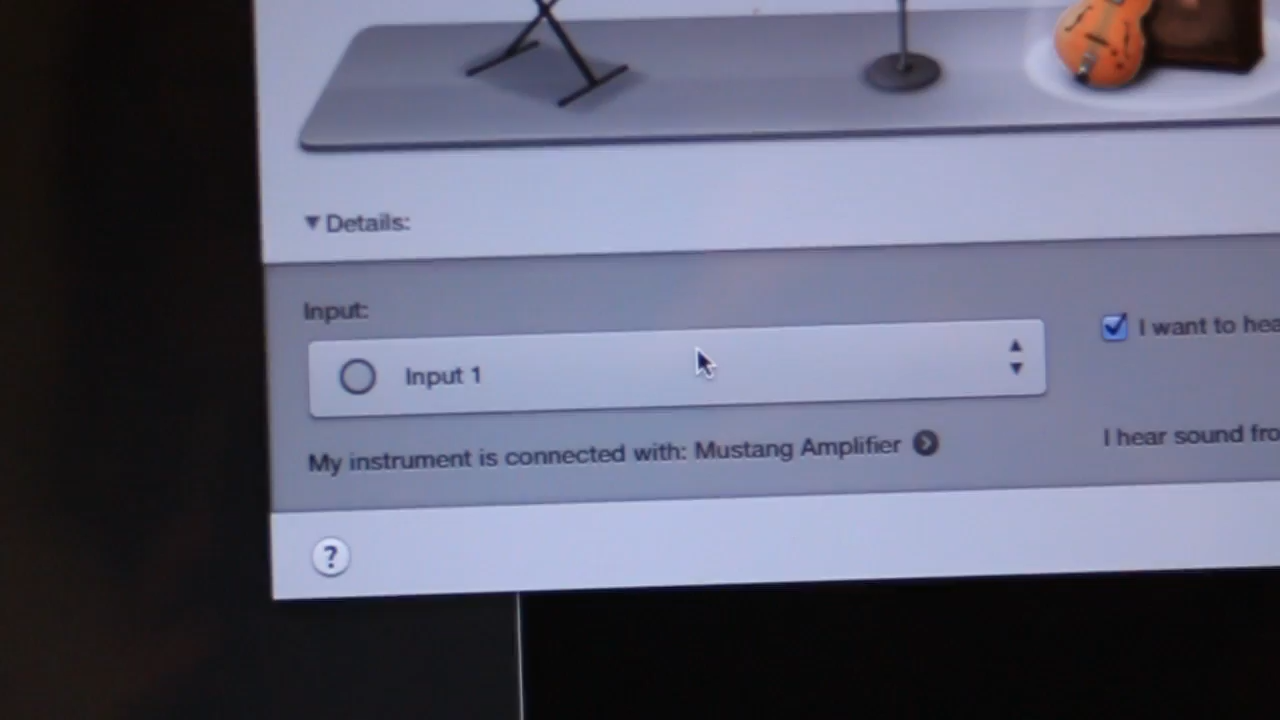 ▼ Details:
Input:
Input 1
My instrument is connected with: Mustang Amplifier
I want to hea
I hear sound fro
?